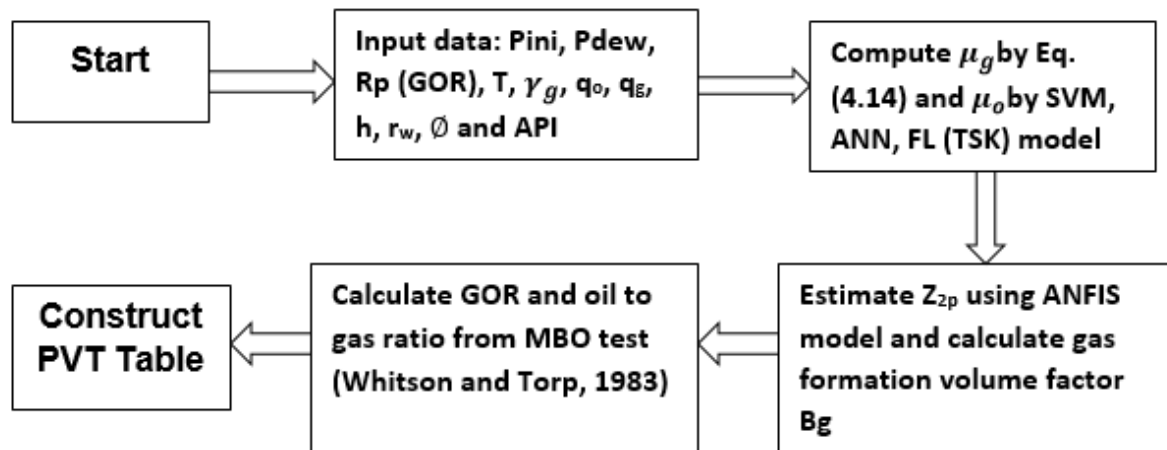 Start
Input data: Pini, Pdew,
Rp (GOR), T, γg, qo, qg,
h, rw, ∅ and API
Compute μg by Eq.
(4.14) and μo by SVM,
ANN, FL (TSK) model
Estimate Z2p using ANFIS
model and calculate gas
formation volume factor
Bg
Calculate GOR and oil to
gas ratio from MBO test
(Whitson and Torp, 1983)
Construct
PVT Table